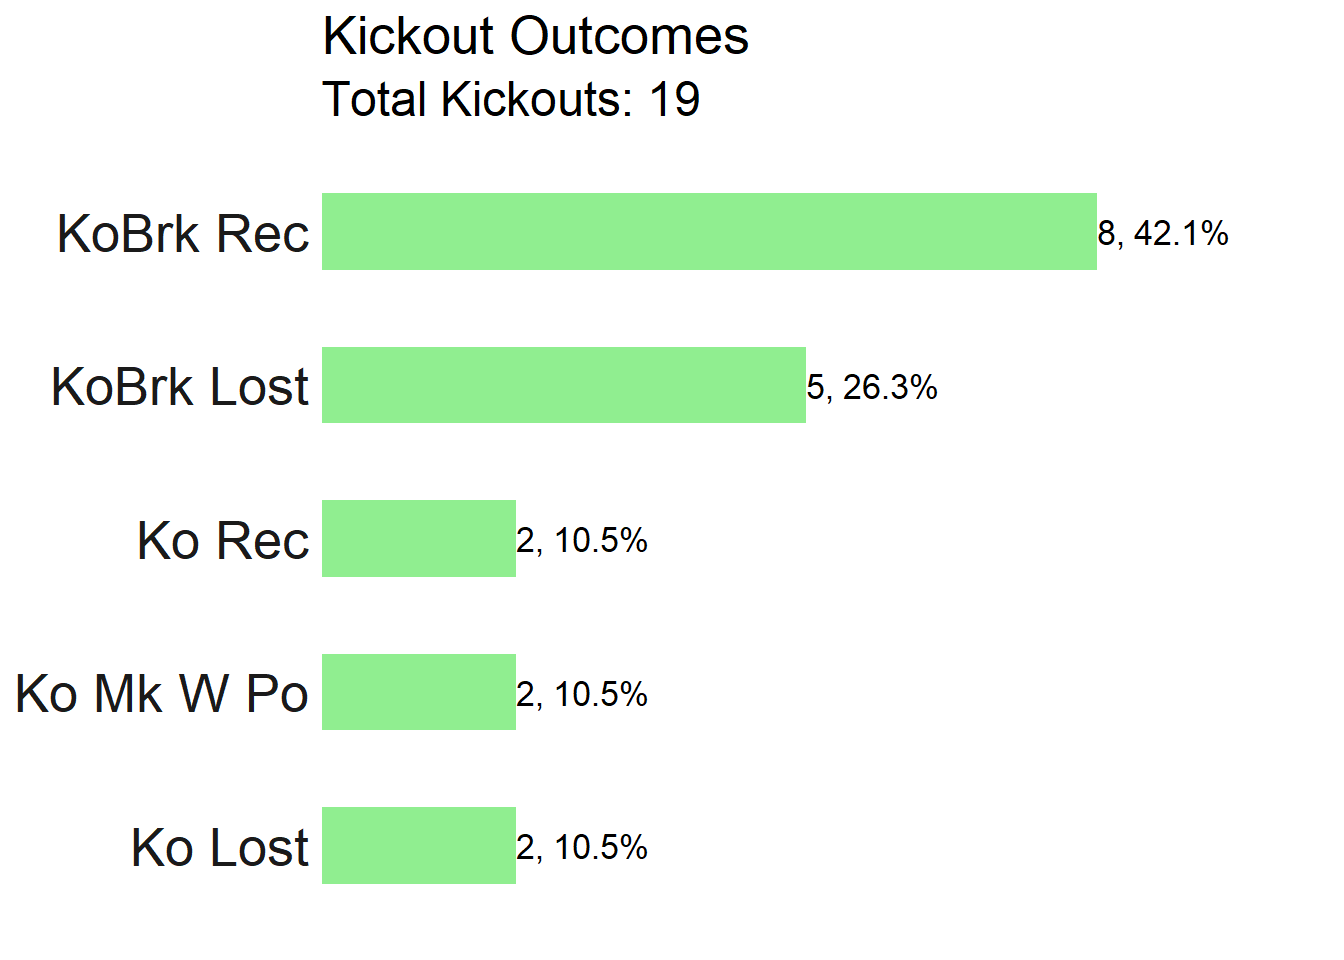 Kickout Outcomes
Total Kickouts: 19
KoBrk Rec 8, 42.1%
KoBrk Lost 5, 26.3%
Ko Rec 2, 10.5%
Ko Mk W Po 2, 10.5%
Ko Lost 2, 10.5%